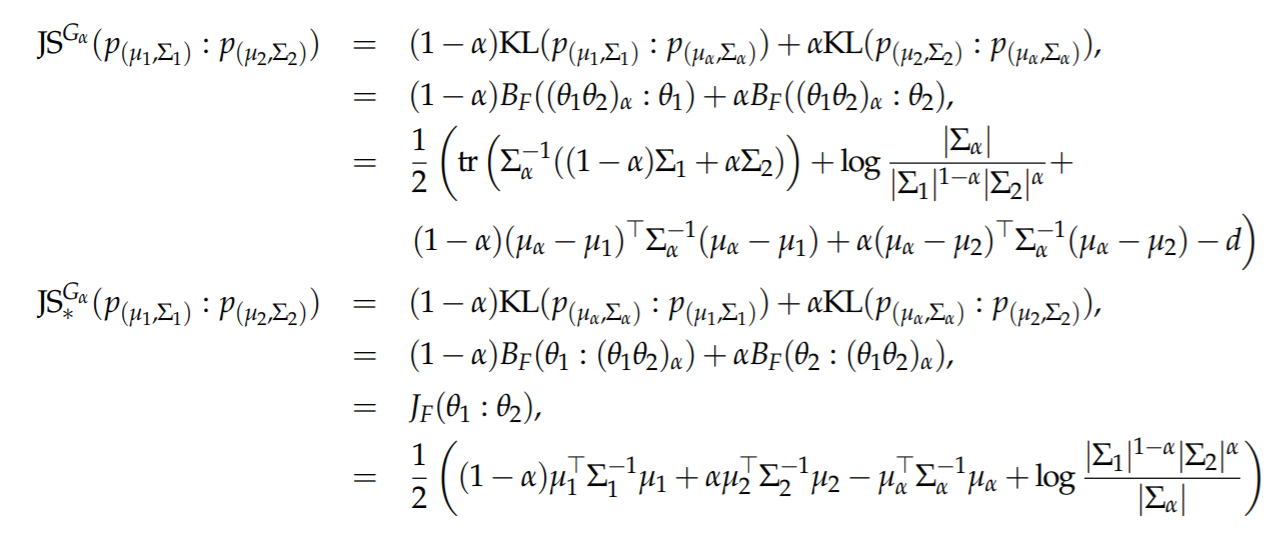 JS^{G_α}(p_{(μ_1,Σ_1)} : p_{(μ_2,Σ_2)}) = (1 − α)KL(p_{(μ_1,Σ_1)} : p_{(μ_α,Σ_α)}) + αKL(p_{(μ_2,Σ_2)} : p_{(μ_α,Σ_α)}),
= (1 − α)B_F((θ_1θ_2)_α : θ_1) + αB_F((θ_1θ_2)_α : θ_2),
= \frac{1}{2} ( tr ( Σ_α^{−1}((1 − α)Σ_1 + αΣ_2) ) + log \frac{|Σ_α|}{|Σ_1|^{1−α}|Σ_2|^α} +
(1 − α)(μ_α − μ_1)^⊤ Σ_α^{−1}(μ_α − μ_1) + α(μ_α − μ_2)^⊤ Σ_α^{−1}(μ_α − μ_2) − d )
JS_*^{G_α}(p_{(μ_1,Σ_1)} : p_{(μ_2,Σ_2)}) = (1 − α)KL(p_{(μ_α,Σ_α)} : p_{(μ_1,Σ_1)}) + αKL(p_{(μ_α,Σ_α)} : p_{(μ_2,Σ_2)}),
= (1 − α)B_F(θ_1 : (θ_1θ_2)_α) + αB_F(θ_2 : (θ_1θ_2)_α),
= J_F(θ_1 : θ_2),
= \frac{1}{2} ( (1 − α)μ_1^⊤ Σ_1^{−1} μ_1 + αμ_2^⊤ Σ_2^{−1} μ_2 − μ_α^⊤ Σ_α^{−1} μ_α + log \frac{|Σ_1|^{1−α}|Σ_2|^α}{|Σ_α|} )